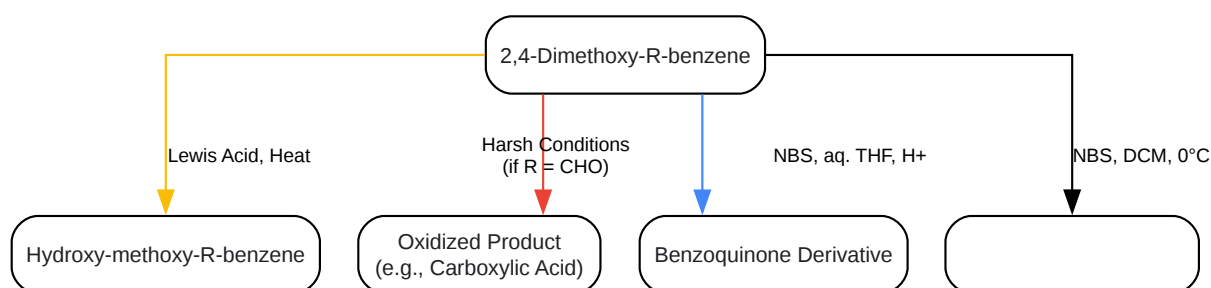 2,4-Dimethoxy-R-benzene
Lewis Acid, Heat
Harsh Conditions
(if R = CHO)
NBS, aq. THF, H+
NBS, DCM, 0°C
Hydroxy-methoxy-R-benzene
Oxidized Product
(e.g., Carboxylic Acid)
Benzoquinone Derivative